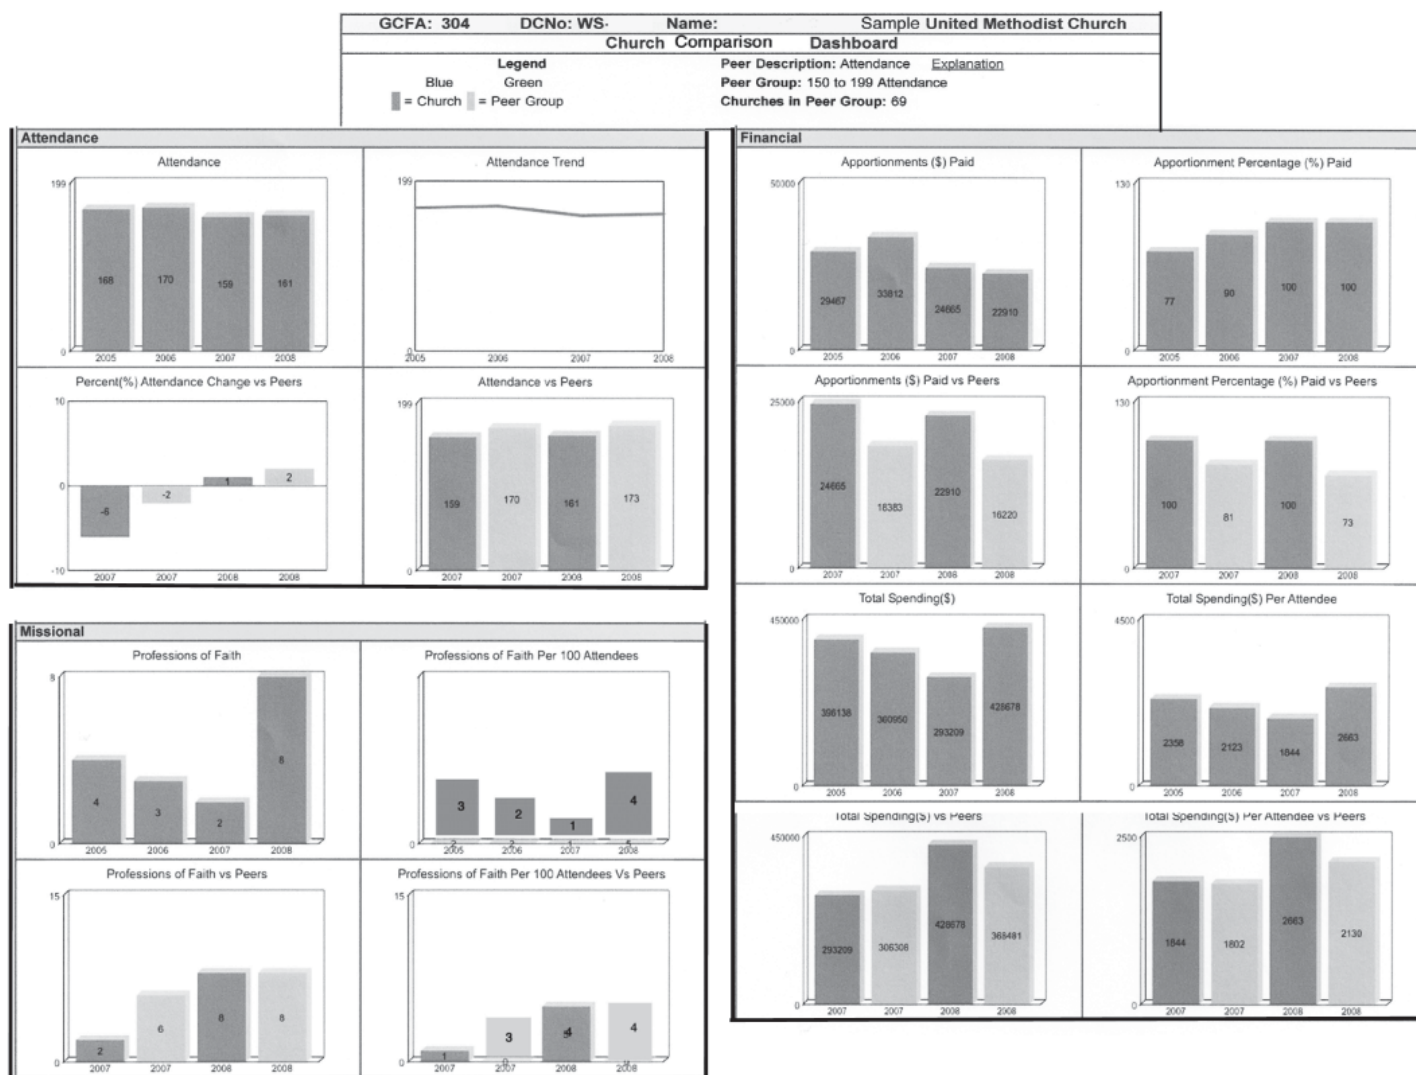 GCFA: 304 DCNo: WS- Name: Sample United Methodist Church
Church Comparison Dashboard
Legend
Blue Green
= Church = Peer Group
Peer Description: Attendance Explanation
Peer Group: 150 to 199 Attendance
Churches in Peer Group: 69
Attendance
Attendance
199
168 170 159 161
0
2005 2006 2007 2008
Attendance Trend
199
0
2005 2006 2007 2008
Percent(%) Attendance Change vs Peers
10
0
-6 -2 1 2
-10
2007 2007 2008 2008
Attendance vs Peers
199
159 170 161 173
0
2007 2007 2008 2008
Missional
Professions of Faith
8
4 3 2 8
0
2005 2006 2007 2008
Professions of Faith Per 100 Attendees
8
3 2 1 4
0
2005 2006 2007 2008
Professions of Faith vs Peers
15
2 6 8 8
0
2007 2007 2008 2008
Professions of Faith Per 100 Attendees Vs Peers
15
1 3 4 4
0
2007 2007 2008 2008
Financial
Apportionments ($) Paid
50000
29467 33812 24665 22910
0
2005 2006 2007 2008
Apportionment Percentage (%) Paid
130
77 90 100 100
0
2005 2006 2007 2008
Apportionments ($) Paid vs Peers
25000
24665 18383 22910 16220
0
2007 2007 2008 2008
Apportionment Percentage (%) Paid vs Peers
130
100 81 100 73
0
2007 2007 2008 2008
Total Spending($)
450000
396138 360950 293209 428678
0
2005 2006 2007 2008
Total Spending($) Per Attendee
4500
2358 2123 1844 2663
0
2005 2006 2007 2008
Total Spending($) vs Peers
450000
293209 306308 428678 368481
0
2007 2007 2008 2008
Total Spending($) Per Attendee vs Peers
2500
1844 1802 2663 2130
0
2007 2007 2008 2008